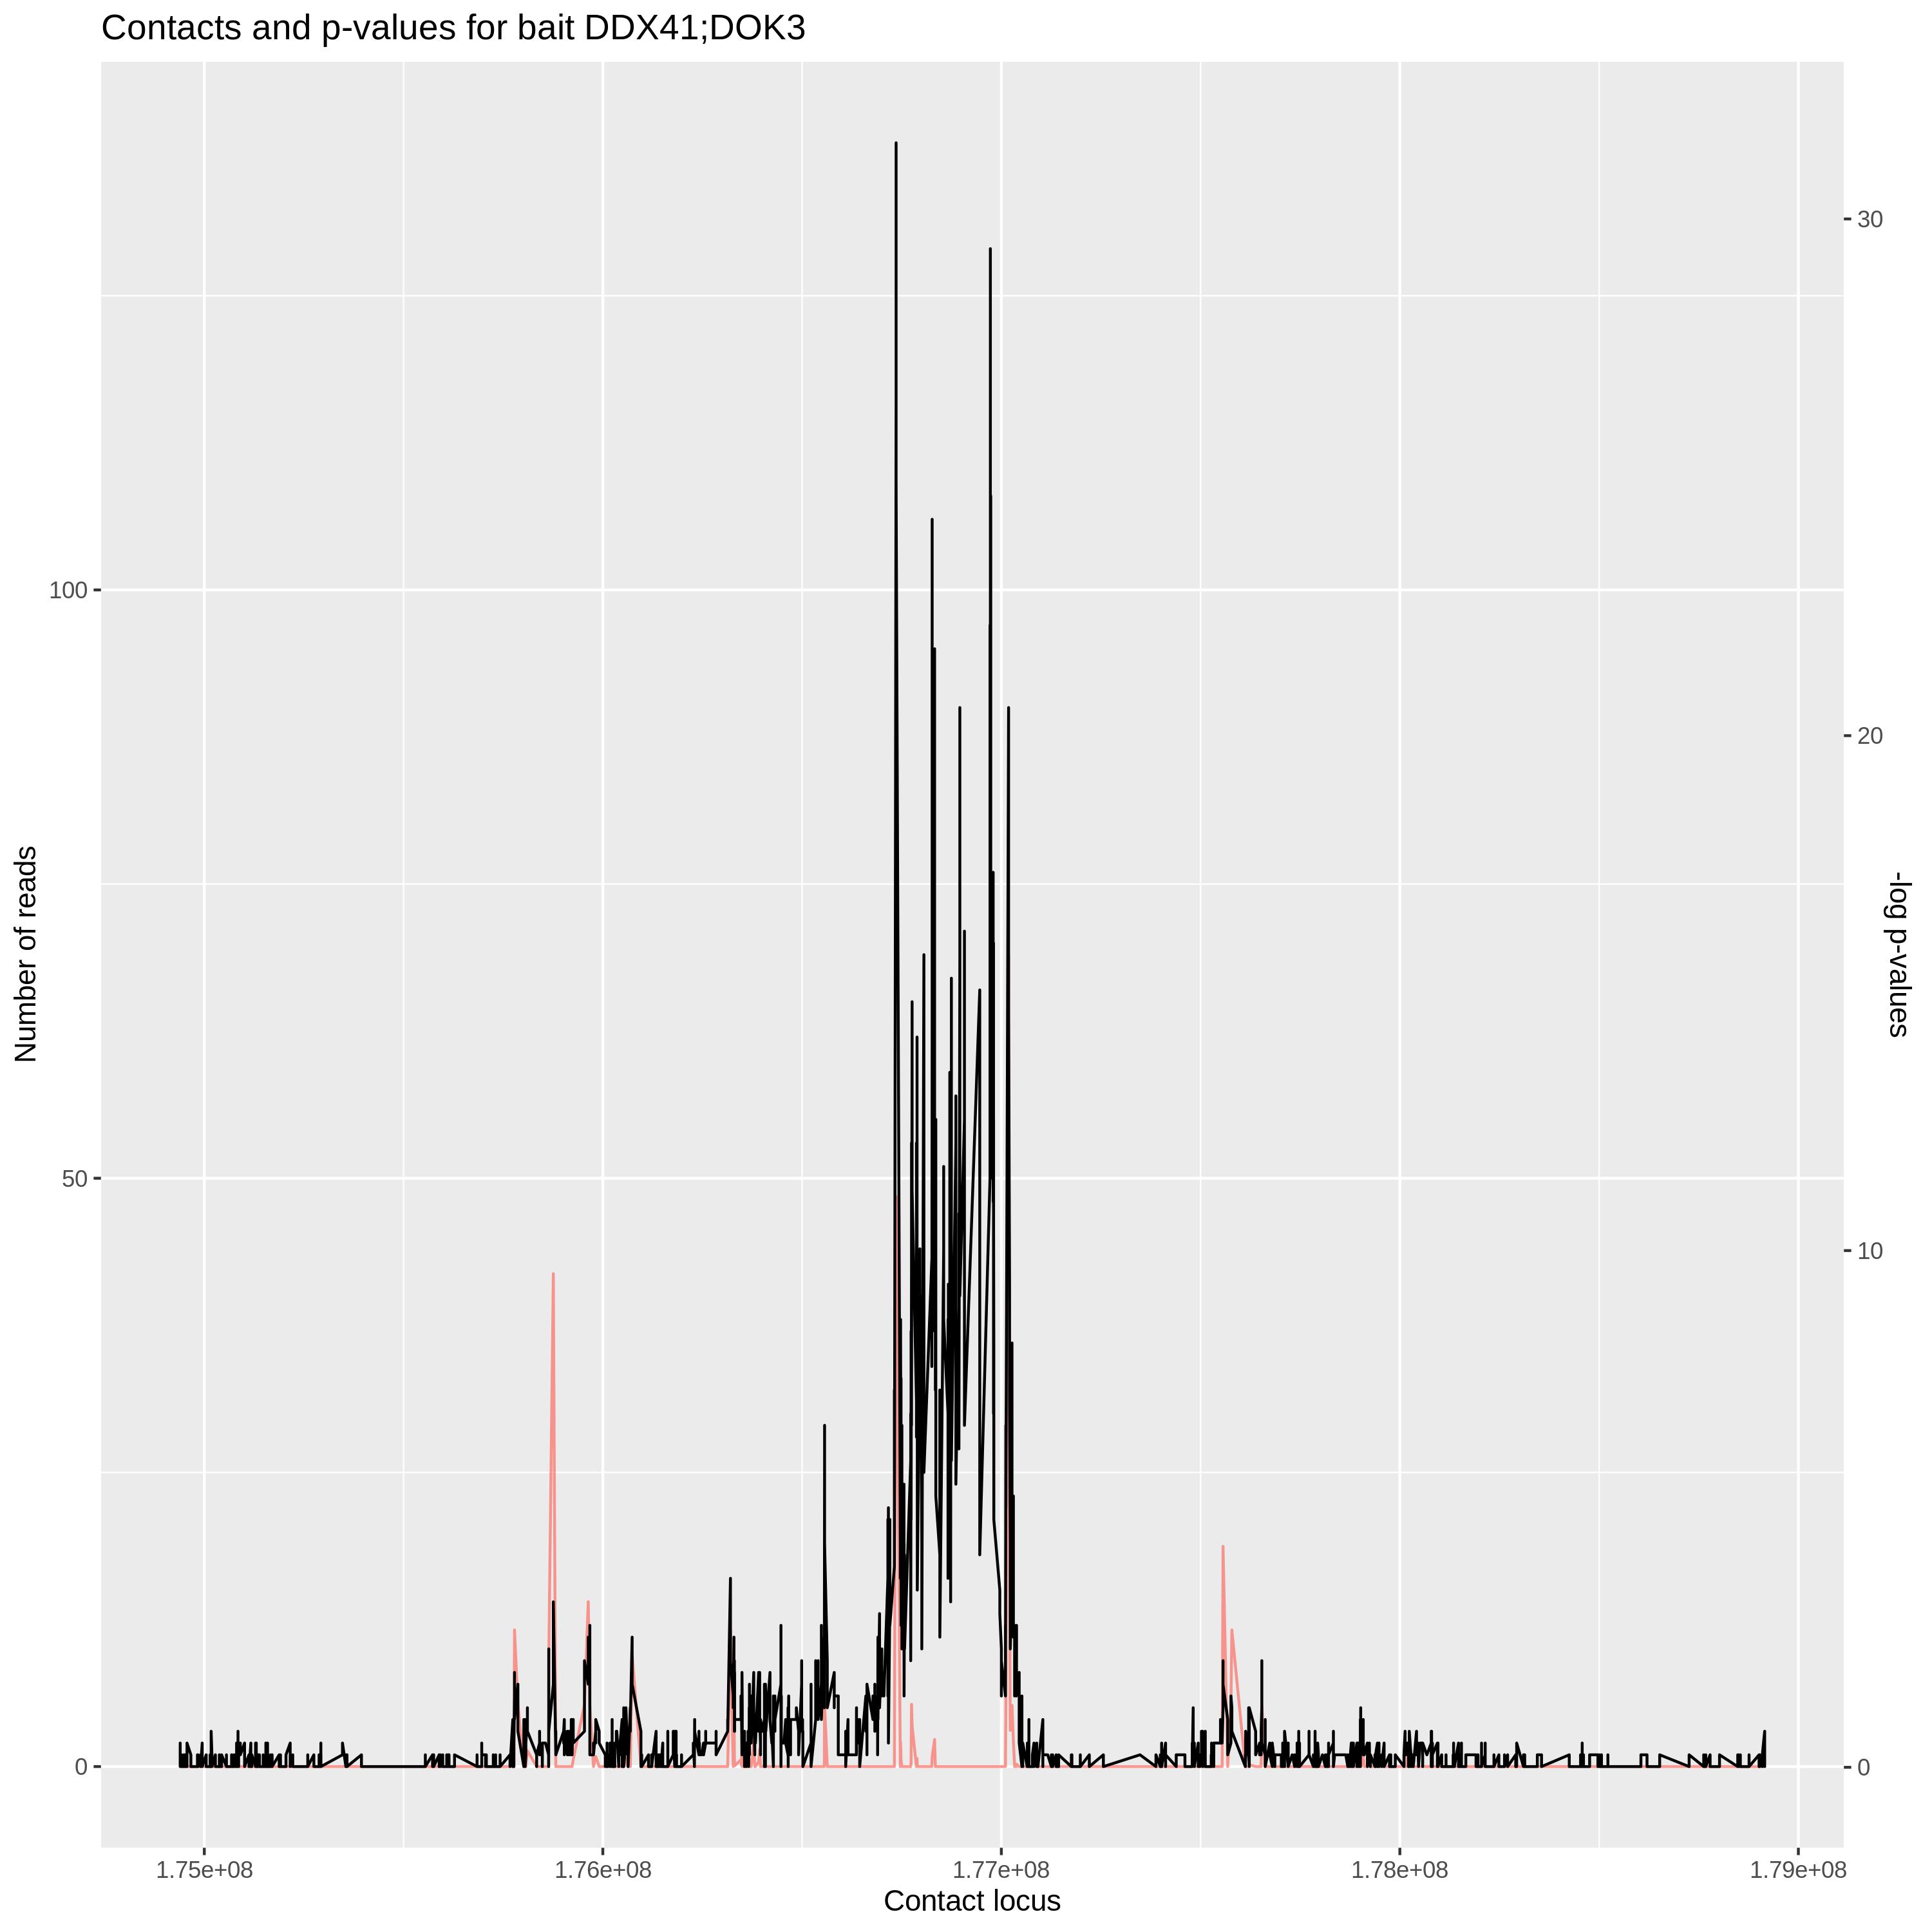 Contacts and p-values for bait DDX41;DOK3
Number of reads
100
50
0
30
20
10
0
-log p-values
1.75e+08 1.76e+08 1.77e+08 1.78e+08 1.79e+08
Contact locus